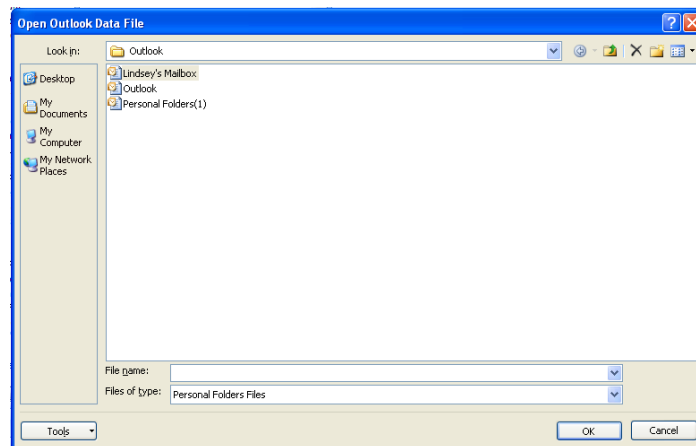 Open Outlook Data File
Look in:
Outlook
Desktop
My
Documents
My
Computer
My Network
Places
Lindsey's Mailbox
Outlook
Personal Folders(1)
File name:
Files of type:
Personal Folders Files
Tools
OK
Cancel